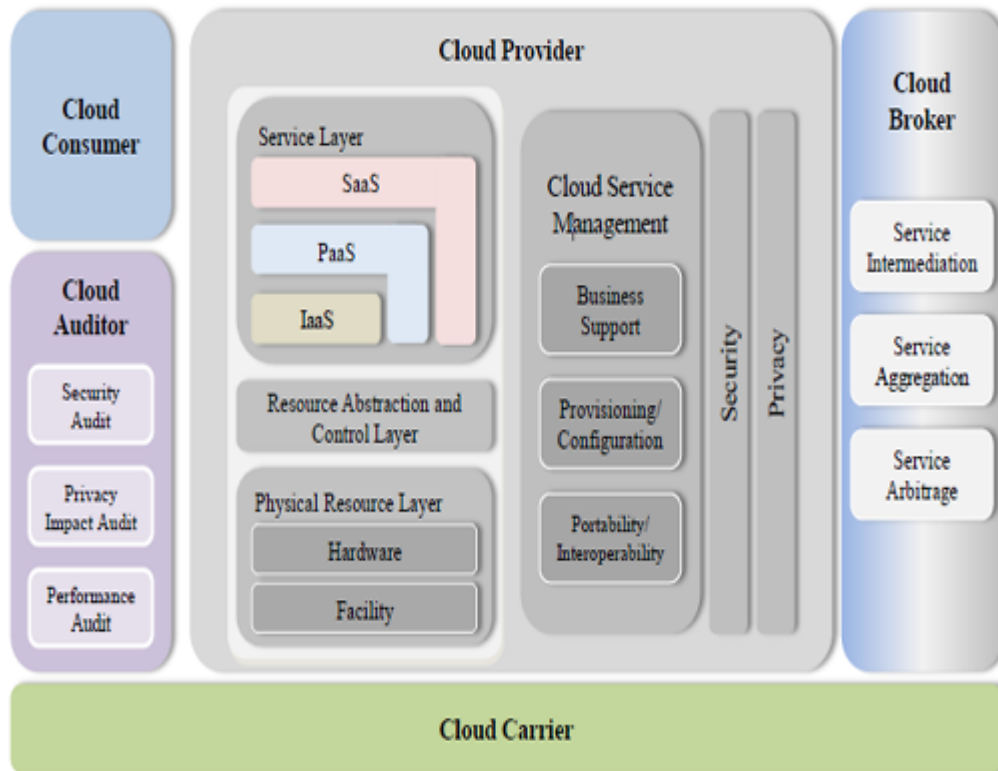 Cloud
Consumer
Cloud
Auditor
Security
Audit
Privacy
Impact Audit
Performance
Audit
Cloud Provider
Service Layer
SaaS
PaaS
IaaS
Resource Abstraction and
Control Layer
Physical Resource Layer
Hardware
Facility
Cloud Service
Management
Business
Support
Provisioning/
Configuration
Portability/
Interoperability
Security
Privacy
Cloud
Broker
Service
Intermediation
Service
Aggregation
Service
Arbitrage
Cloud Carrier